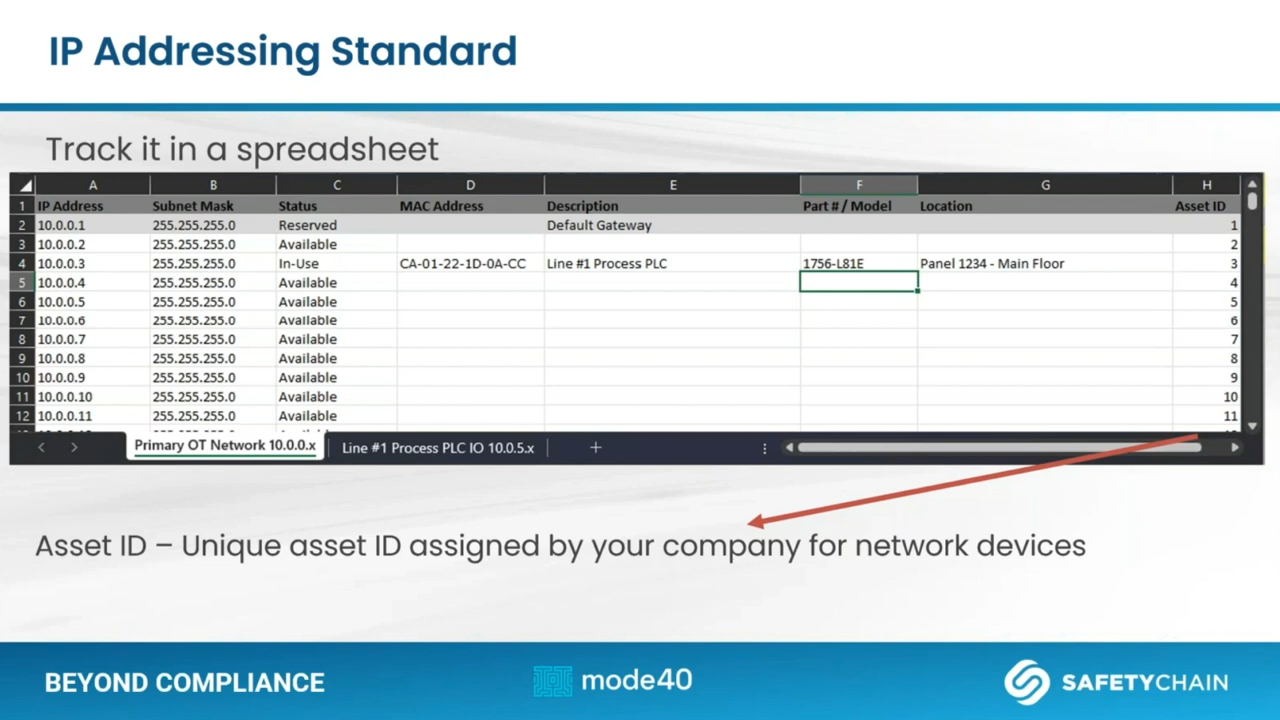 IP Addressing Standard
Track it in a spreadsheet
A B C D E F G H
1 IP Address Subnet Mask Status MAC Address Description Part # / Model Location Asset ID
2 10.0.0.1 255.255.255.0 Reserved Default Gateway 1
3 10.0.0.2 255.255.255.0 Available 2
4 10.0.0.3 255.255.255.0 In-Use CA-01-22-1D-0A-CC Line #1 Process PLC 1756-L81E Panel 1234 - Main Floor 3
5 10.0.0.4 255.255.255.0 Available 4
6 10.0.0.5 255.255.255.0 Available 5
7 10.0.0.6 255.255.255.0 Available 6
8 10.0.0.7 255.255.255.0 Available 7
9 10.0.0.8 255.255.255.0 Available 8
10 10.0.0.9 255.255.255.0 Available 9
11 10.0.0.10 255.255.255.0 Available 10
12 10.0.0.11 255.255.255.0 Available 11
Primary OT Network 10.0.0.x Line #1 Process PLC IO 10.0.5.x
Asset ID – Unique asset ID assigned by your company for network devices
BEYOND COMPLIANCE mode40 SAFETYCHAIN